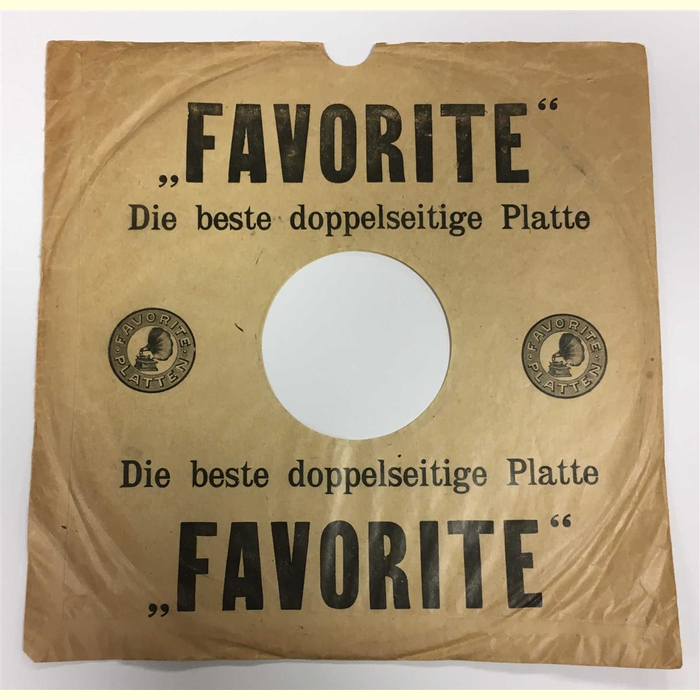 „FAVORITE“
Die beste doppelseitige Platte
FAVORITE
PLATTEN
FAVORITE
PLATTEN
Die beste doppelseitige Platte
„FAVORITE“